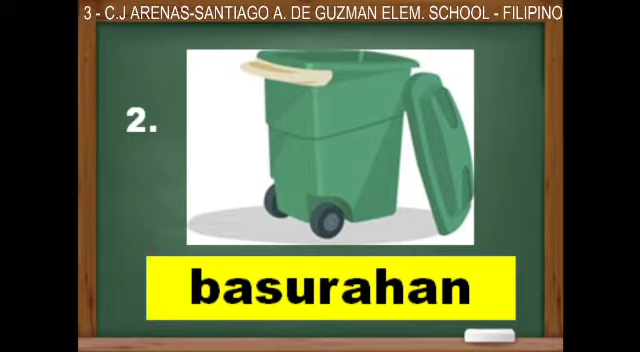 3 - C.J ARENAS-SANTIAGO A. DE GUZMAN ELEM. SCHOOL - FILIPINO
2.
basurahan